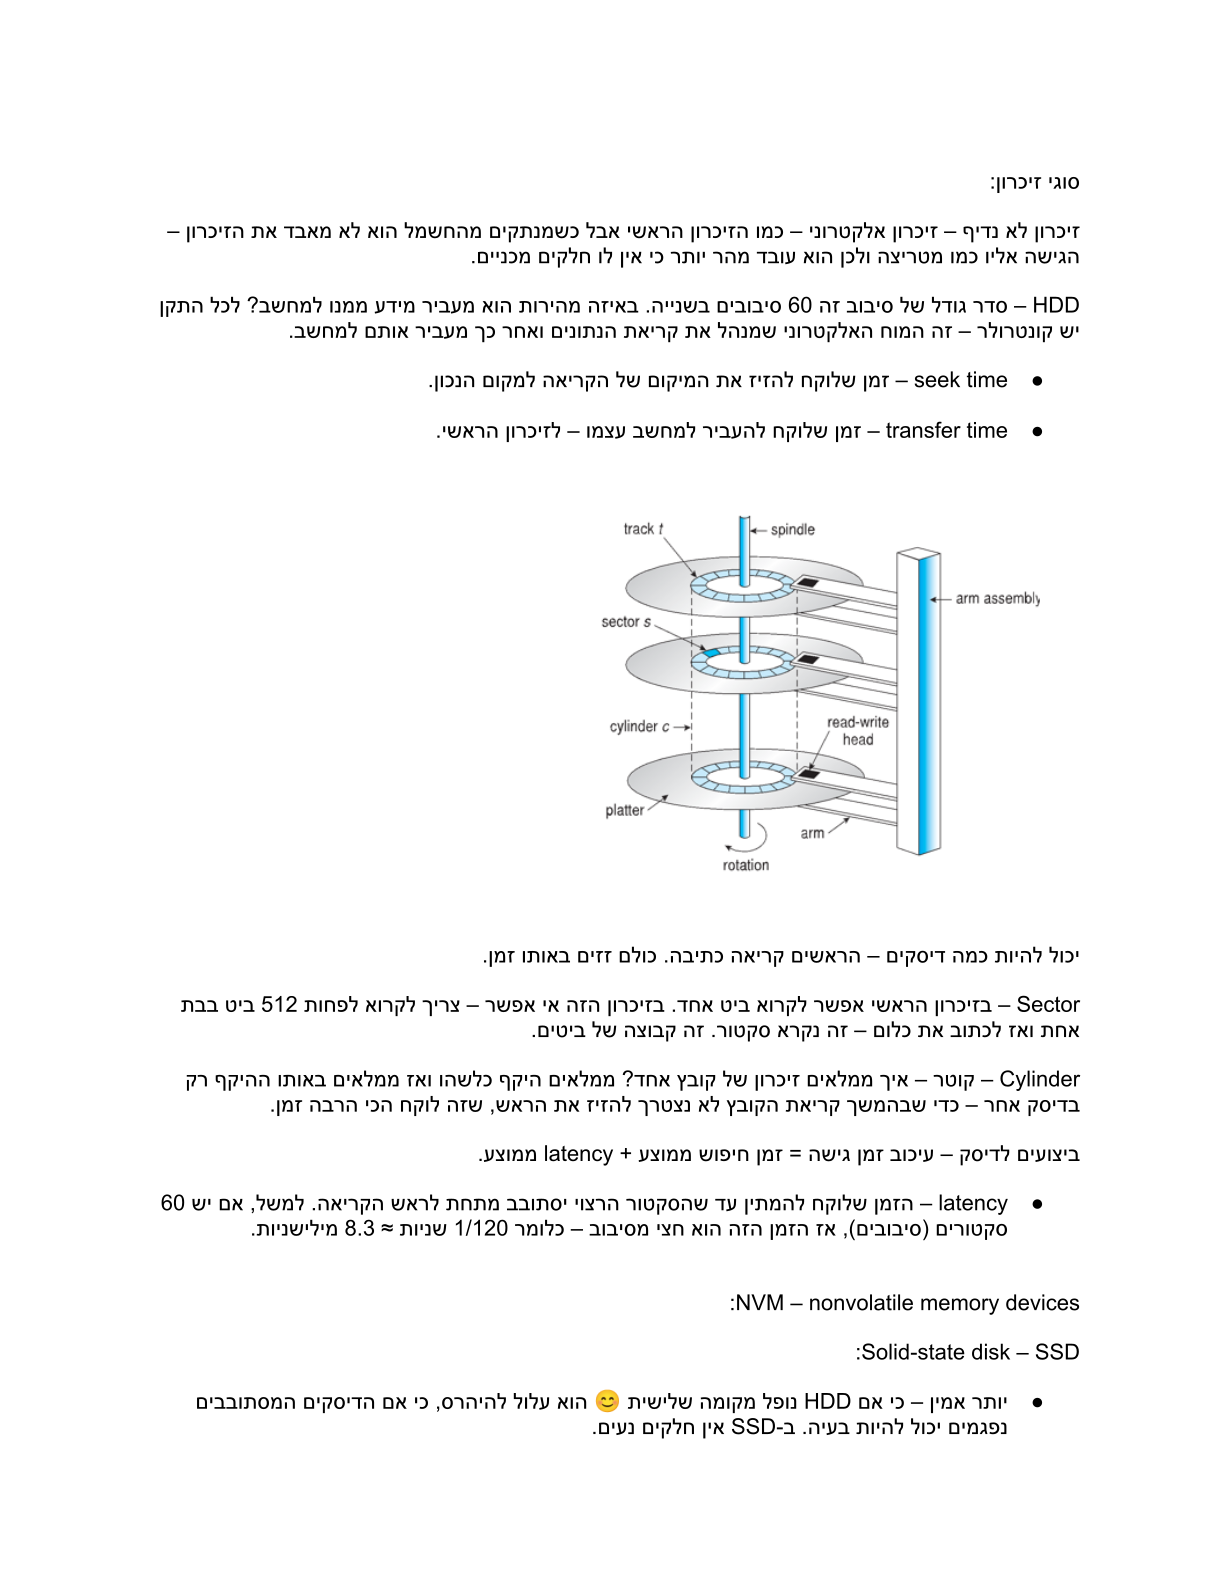 סוגי זיכרון:
זיכרון לא נדיף – זיכרון אלקטרוני – כמו הזיכרון הראשי אבל כשמנתקים מהחשמל הוא לא מאבד את הזיכרון –
הגישה אליו כמו מטריצה ולכן הוא עובד מהר יותר כי אין לו חלקים מכניים.
HDD – סדר גודל של סיבוב זה 60 סיבובים בשנייה. באיזה מהירות הוא מעביר מידע ממנו למחשב? לכל התקן
יש קונטרולר – זה המוח האלקטרוני שמנהל את קריאת הנתונים ואחר כך מעביר אותם למחשב.
● seek time – זמן שלוקח להזיז את המיקום של הקריאה למקום הנכון.
● transfer time – זמן שלוקח להעביר למחשב עצמו – לזיכרון הראשי.
track t
spindle
arm assembly
sector s
cylinder c
read-write
head
platter
arm
rotation
יכול להיות כמה דיסקים – הראשים קריאה כתיבה. כולם זזים באותו זמן.
Sector – בזיכרון הראשי אפשר לקרוא ביט אחד. בזיכרון הזה אי אפשר – צריך לקרוא לפחות 512 ביט בבת
אחת ואז לכתוב את כלום – זה נקרא סקטור. זה קבוצה של ביטים.
Cylinder – קוטר – איך ממלאים זיכרון של קובץ אחד? ממלאים היקף כלשהו ואז ממלאים באותו ההיקף רק
בדיסק אחר – כדי שבהמשך קריאת הקובץ לא נצטרך להזיז את הראש, שזה לוקח הכי הרבה זמן.
ביצועים לדיסק – עיכוב זמן גישה = זמן חיפוש ממוצע + latency ממוצע.
● latency – הזמן שלוקח להמתין עד שהסקטור הרצוי יסתובב מתחת לראש הקריאה. למשל, אם יש 60
סקטורים (סיבובים), אז הזמן הזה הוא חצי מסיבוב – כלומר 1/120 שניות ≈ 8.3 מילישניות.
NVM – nonvolatile memory devices:
Solid-state disk – SSD:
● יותר אמין – כי אם HDD נופל מקומה שלישית 😊 הוא עלול להיהרס, כי אם הדיסקים המסתובבים
נפגמים יכול להיות בעיה. ב-SSD אין חלקים נעים.